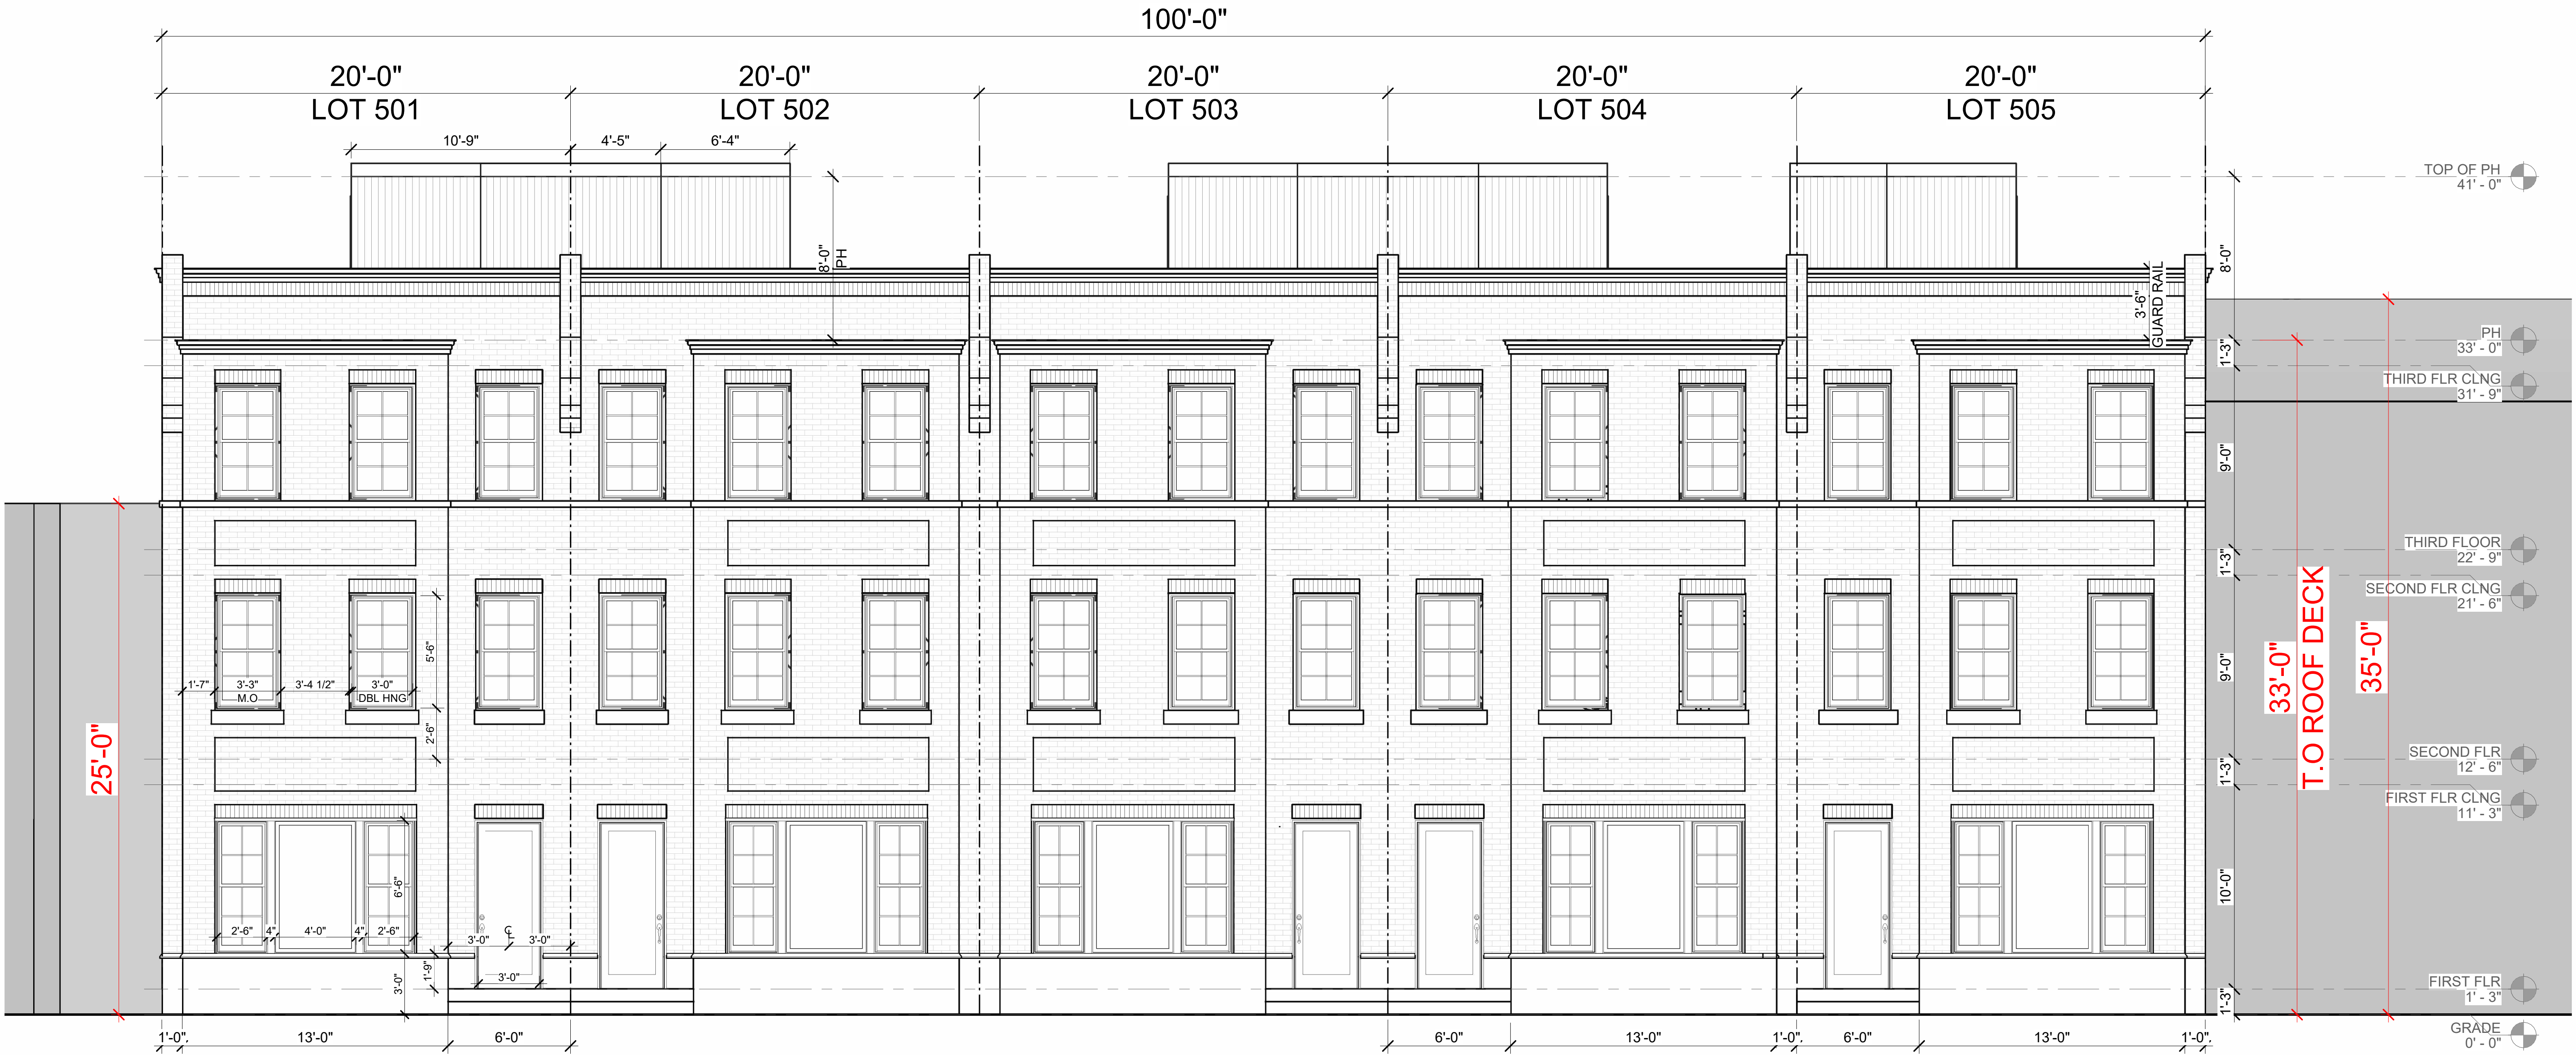 100'-0"
20'-0" 20'-0" 20'-0" 20'-0" 20'-0"
LOT 501 LOT 502 LOT 503 LOT 504 LOT 505
10'-9" 4'-5" 6'-4"
TOP OF PH
41' - 0"
8'-0"
PH
8'-0"
3'-6"
GUARD RAIL
PH
33' - 0"
1'-3"
THIRD FLR CLNG
31' - 9"
9'-0"
THIRD FLOOR
22' - 9"
1'-3"
SECOND FLR CLNG
21' - 6"
33'-0"
T.O ROOF DECK
35'-0"
5'-6"
9'-0"
1'-7" 3'-3" 3'-4 1/2" 3'-0"
M.O DBL HNG
2'-6"
25'-0"
SECOND FLR
12' - 6"
1'-3"
FIRST FLR CLNG
11' - 3"
6'-6"
10'-0"
2'-6" 4" 4'-0" 4" 2'-6"
℄
3'-0" 3'-0"
1'-9"
3'-0"
3'-0"
FIRST FLR
1' - 3"
1'-3"
GRADE
0' - 0"
1'-0". 13'-0" 6'-0" 6'-0" 13'-0" 1'-0". 6'-0" 13'-0" 1'-0".